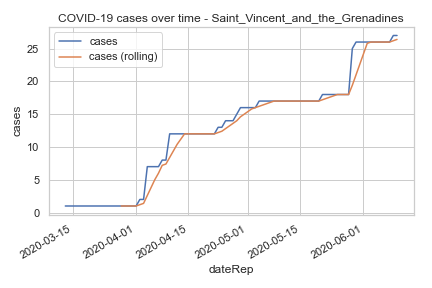 COVID-19 cases over time - Saint_Vincent_and_the_Grenadines
cases
cases (rolling)
cases
25
20
15
10
5
0
2020-03-15
2020-04-01
2020-04-15
2020-05-01
2020-05-15
2020-06-01
dateRep